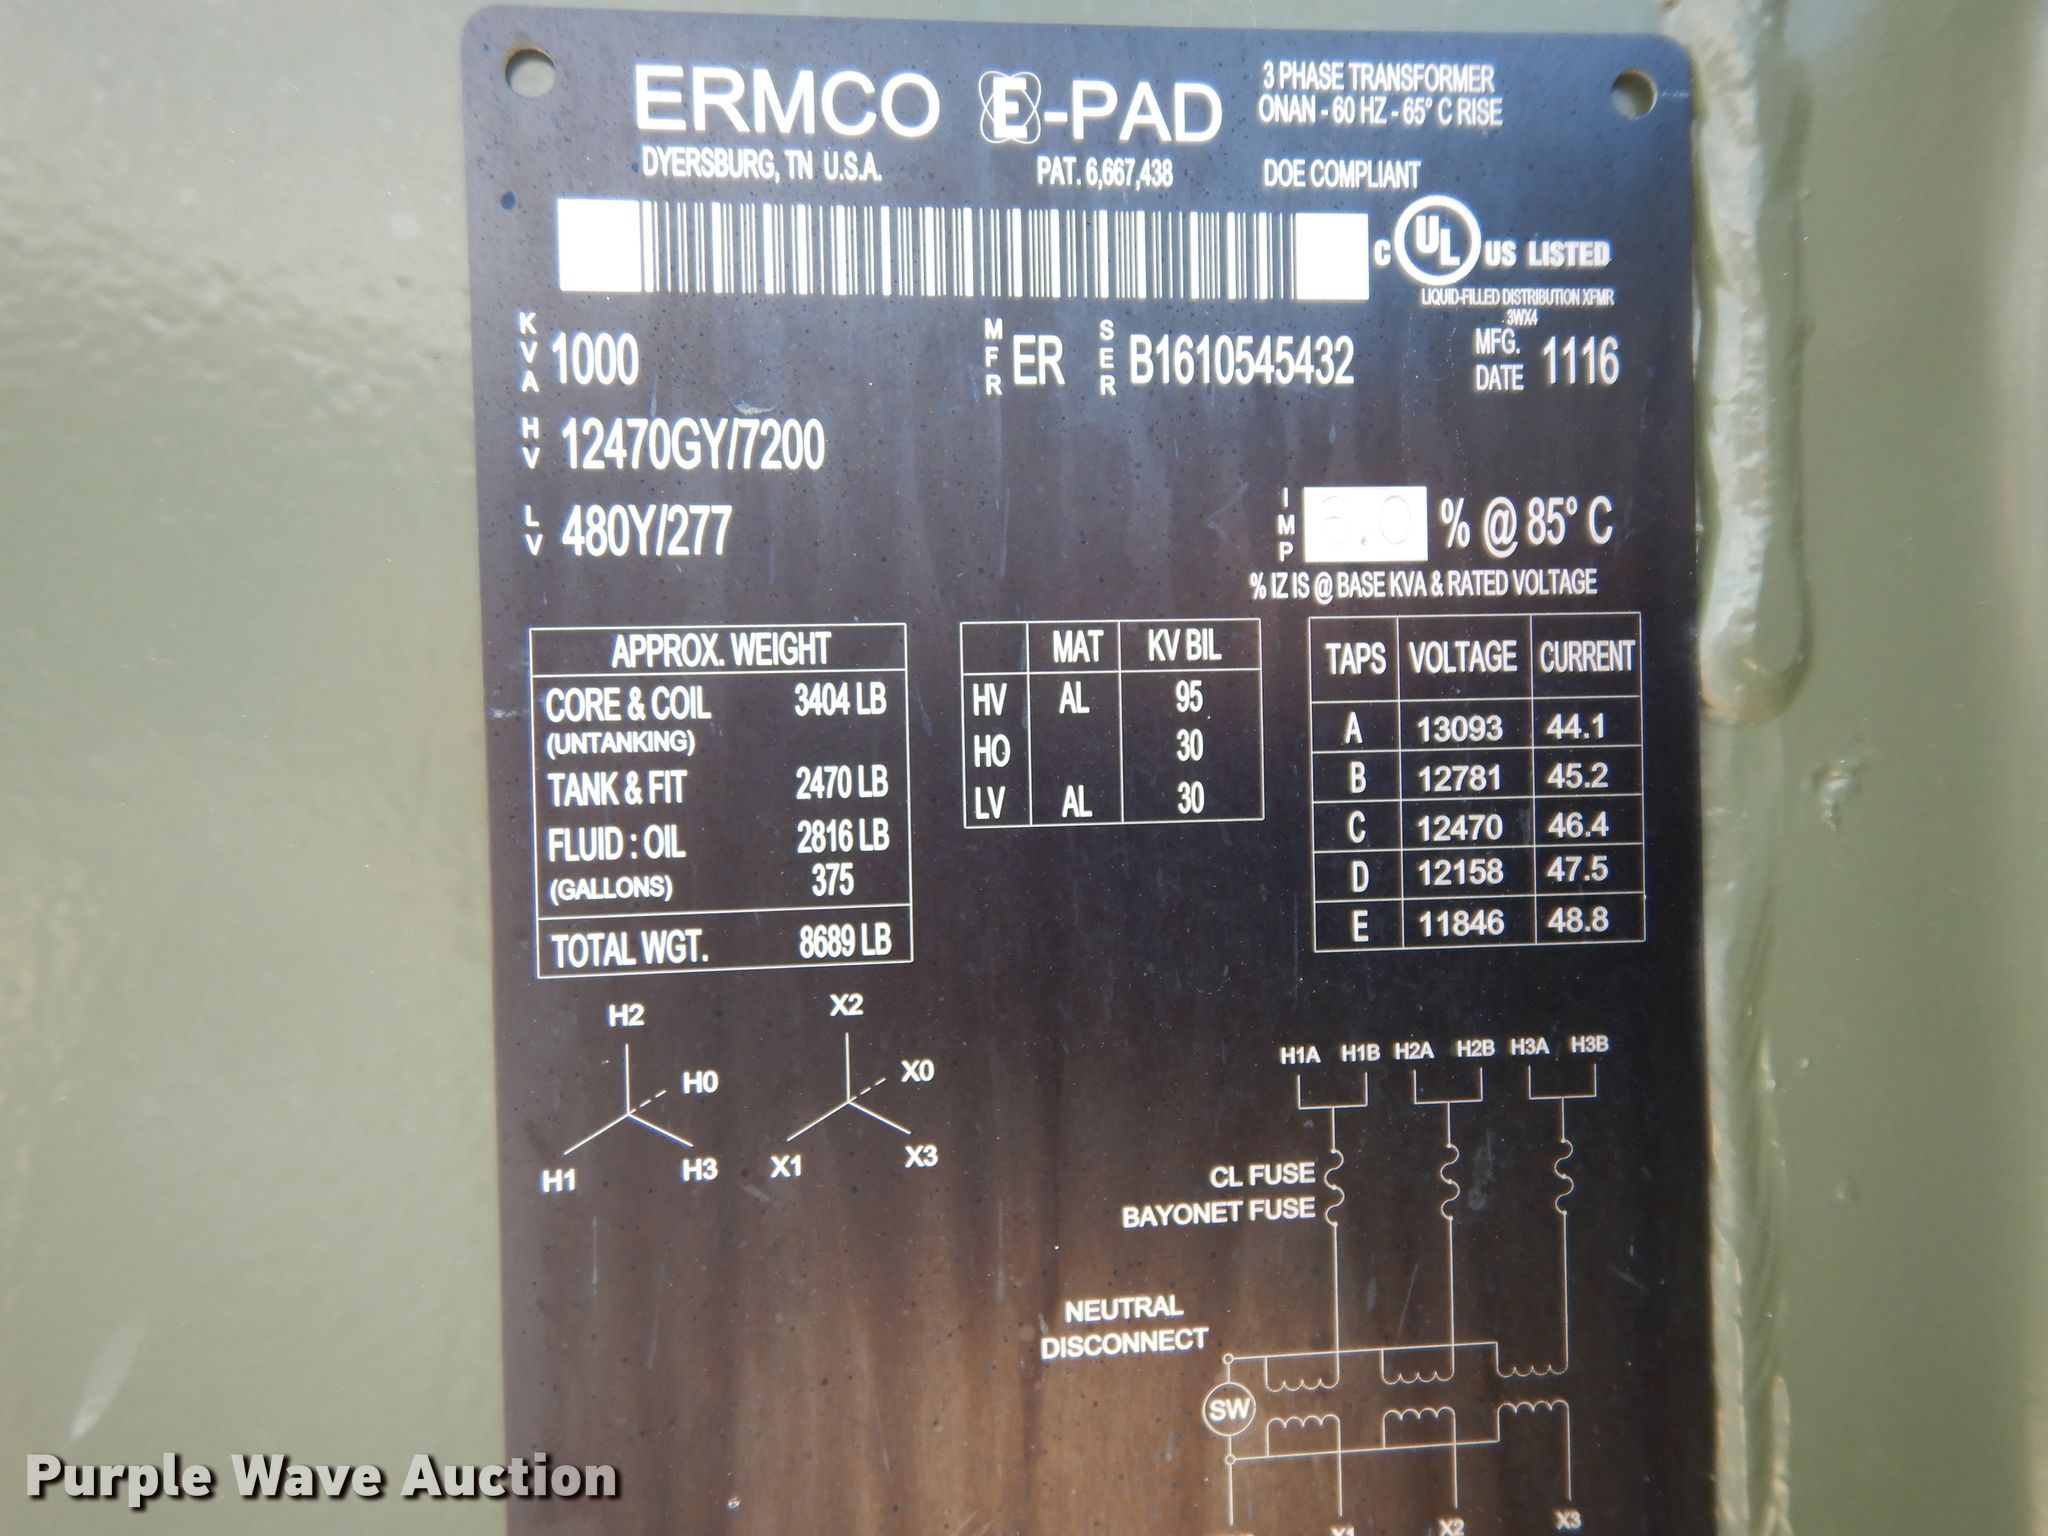 ERMCO E-PAD
3 PHASE TRANSFORMER
ONAN - 60 HZ - 65° C RISE
DYERSBURG, TN U.S.A.
PAT. 6,667,438
DOE COMPLIANT
C UL US LISTED
LIQUID-FILLED DISTRIBUTION XFMR
3WX4
KVA 1000
MFR ER
SER B1610545432
MFG. DATE 1116
HV 12470GY/7200
LV 480Y/277
IMP .0 % @ 85° C
% IZ IS @ BASE KVA & RATED VOLTAGE
APPROX. WEIGHT
CORE & COIL 3404 LB
(UNTANKING)
TANK & FIT 2470 LB
FLUID : OIL 2816 LB
(GALLONS) 375
TOTAL WGT. 8689 LB
MAT KV BIL
HV AL 95
HO 30
LV AL 30
TAPS VOLTAGE CURRENT
A 13093 44.1
B 12781 45.2
C 12470 46.4
D 12158 47.5
E 11846 48.8
H2
H0
H1 H3
X2
X0
X1 X3
H1A H1B H2A H2B H3A H3B
CL FUSE
BAYONET FUSE
NEUTRAL
DISCONNECT
SW
X1 X2 X3
Purple Wave Auction